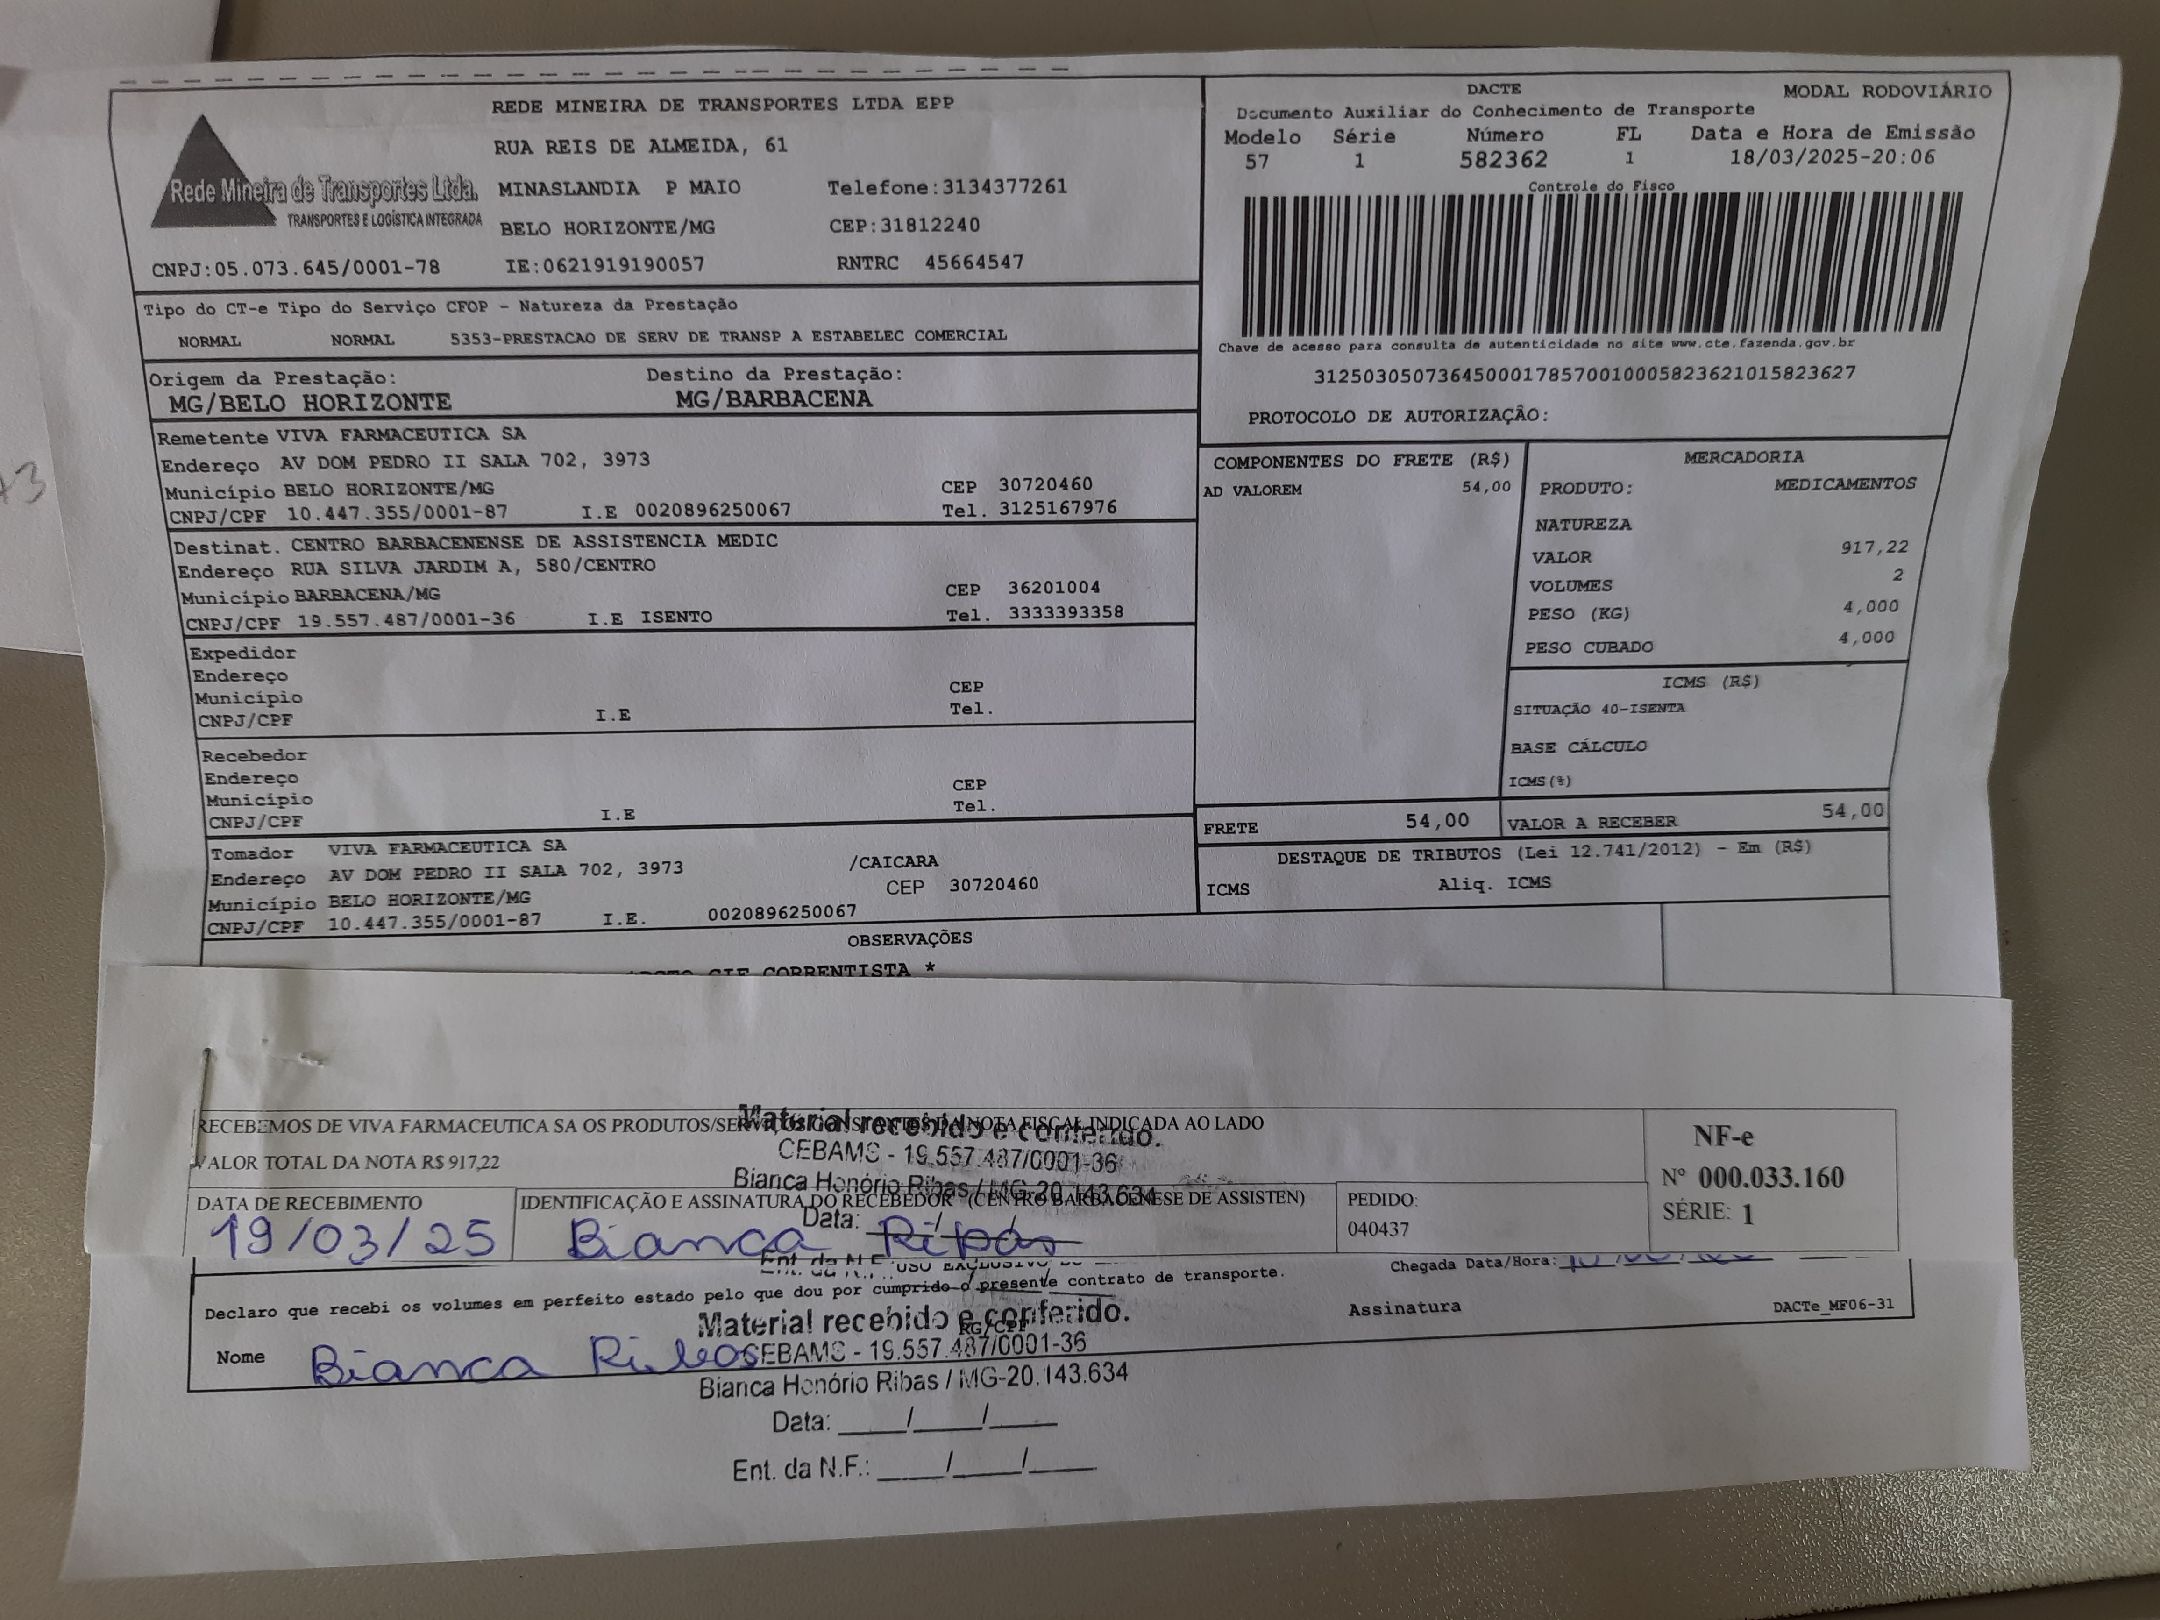 REDE MINEIRA DE TRANSPORTES LTDA EPP
RUA REIS DE ALMEIDA, 61
Rede Mineira de Transportes Ltda.
TRANSPORTES E LOGÍSTICA INTEGRADA
MINASLANDIA P MAIO Telefone:3134377261
BELO HORIZONTE/MG CEP:31812240
CNPJ:05.073.645/0001-78 IE:0621919190057 RNTRC 45664547
DACTE MODAL RODOVIÁRIO
Documento Auxiliar do Conhecimento de Transporte
Modelo Série Número FL Data e Hora de Emissão
57 1 582362 1 18/03/2025-20:06
Controle do Fisco
Chave de acesso para consulta de autenticidade no site www.cte.fazenda.gov.br
31250305073645000178570010005823621015823627
PROTOCOLO DE AUTORIZAÇÃO:
Tipo do CT-e Tipo do Serviço CFOP - Natureza da Prestação
NORMAL NORMAL 5353-PRESTACAO DE SERV DE TRANSP A ESTABELEC COMERCIAL
Origem da Prestação: Destino da Prestação:
MG/BELO HORIZONTE MG/BARBACENA
Remetente VIVA FARMACEUTICA SA
Endereço AV DOM PEDRO II SALA 702, 3973
Município BELO HORIZONTE/MG CEP 30720460
CNPJ/CPF 10.447.355/0001-87 I.E 0020896250067 Tel. 3125167976
Destinat. CENTRO BARBACENENSE DE ASSISTENCIA MEDIC
Endereço RUA SILVA JARDIM A, 580/CENTRO
Município BARBACENA/MG CEP 36201004
CNPJ/CPF 19.557.487/0001-36 I.E ISENTO Tel. 3333393358
Expedidor
Endereço
Município CEP
CNPJ/CPF I.E Tel.
Recebedor
Endereço
Município CEP
CNPJ/CPF I.E Tel.
Tomador VIVA FARMACEUTICA SA
Endereço AV DOM PEDRO II SALA 702, 3973 /CAICARA
Município BELO HORIZONTE/MG CEP 30720460
CNPJ/CPF 10.447.355/0001-87 I.E. 0020896250067
COMPONENTES DO FRETE (R$)
AD VALOREM 54,00
MERCADORIA
PRODUTO: MEDICAMENTOS
NATUREZA
VALOR 917,22
VOLUMES 2
PESO (KG) 4,000
PESO CUBADO 4,000
ICMS (R$)
SITUAÇÃO 40-ISENTA
BASE CÁLCULO
ICMS(%)
FRETE 54,00 VALOR A RECEBER 54,00
DESTAQUE DE TRIBUTOS (Lei 12.741/2012) - Em (R$)
ICMS Aliq. ICMS
OBSERVAÇÕES
CIF CORRENTISTA *
RECEBEMOS DE VIVA FARMACEUTICA SA OS PRODUTOS/SERVIÇOS CONSTANTES DA NOTA FISCAL INDICADA AO LADO
VALOR TOTAL DA NOTA R$ 917,22
Material recebido e conferido.
CEBAMS - 19.557.487/0001-36
Bianca Honório Ribas / MG-20.143.634
Data: / /
Ent. da N.F.:
DATA DE RECEBIMENTO
19/03/25
IDENTIFICAÇÃO E ASSINATURA DO RECEBEDOR (CENTRO BARBACENESE DE ASSISTEN)
Bianca Ribas
PEDIDO:
040437
NF-e
Nº 000.033.160
SÉRIE: 1
USO EXCLUSIVO
Chegada Data/Hora:
Declaro que recebi os volumes em perfeito estado pelo que dou por cumprido o presente contrato de transporte.
Assinatura DACTe_MF06-31
RG/CPF
Nome Bianca Ribas
Material recebido e conferido.
CEBAMS - 19.557.487/0001-36
Bianca Honório Ribas / MG-20.143.634
Data: ____/____/____
Ent. da N.F.: ____/____/____